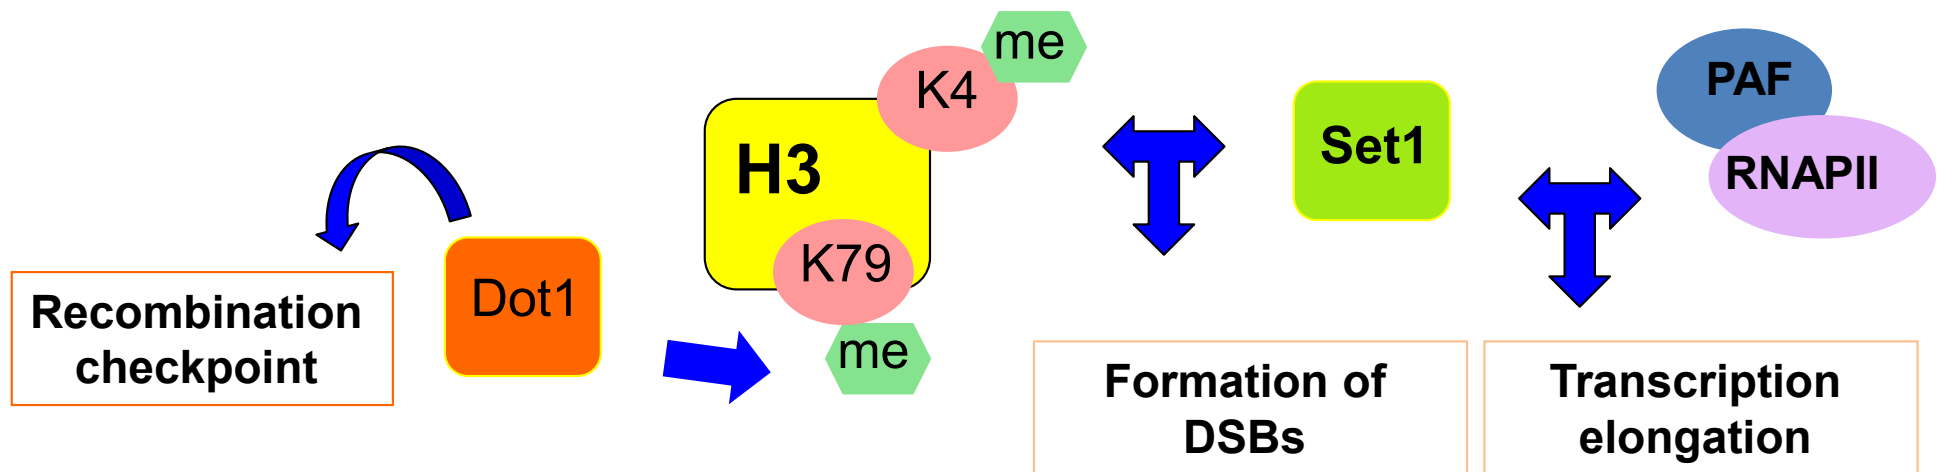 me
K4
PAF
H3
Set1
RNAPII
K79
Dot1
Recombination
checkpoint
me
Formation of
DSBs
Transcription
elongation